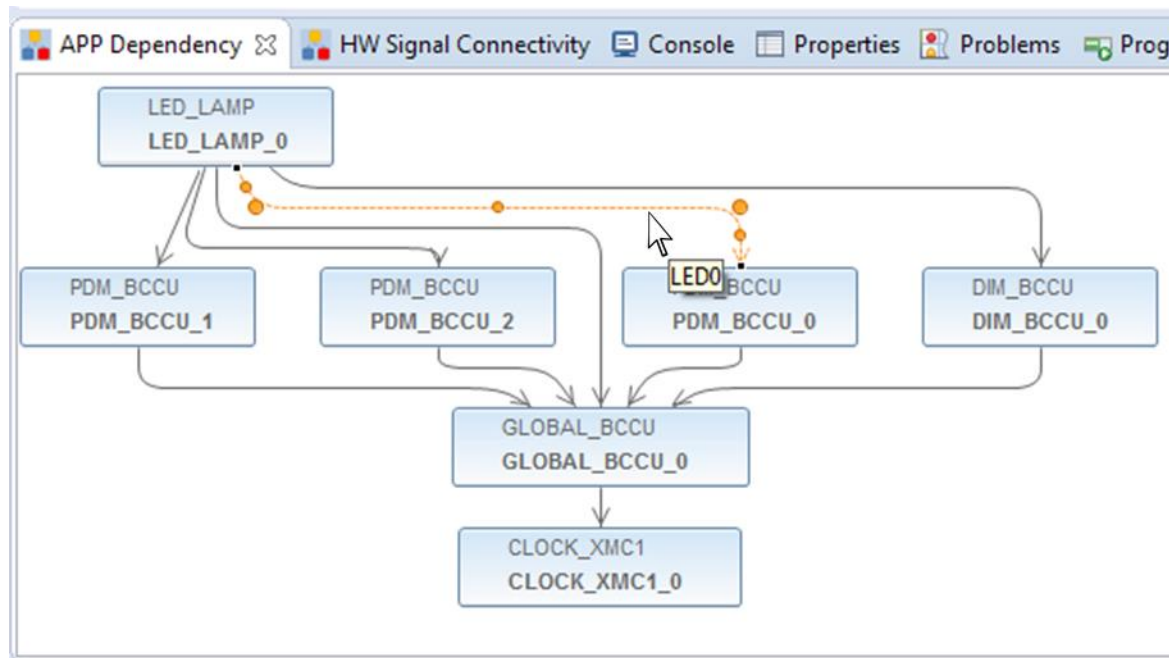 APP Dependency HW Signal Connectivity Console Properties Problems Prog
LED_LAMP
LED_LAMP_0
LED0
PDM_BCCU
PDM_BCCU_1
PDM_BCCU
PDM_BCCU_2
BCCU
PDM_BCCU_0
DIM_BCCU
DIM_BCCU_0
GLOBAL_BCCU
GLOBAL_BCCU_0
CLOCK_XMC1
CLOCK_XMC1_0